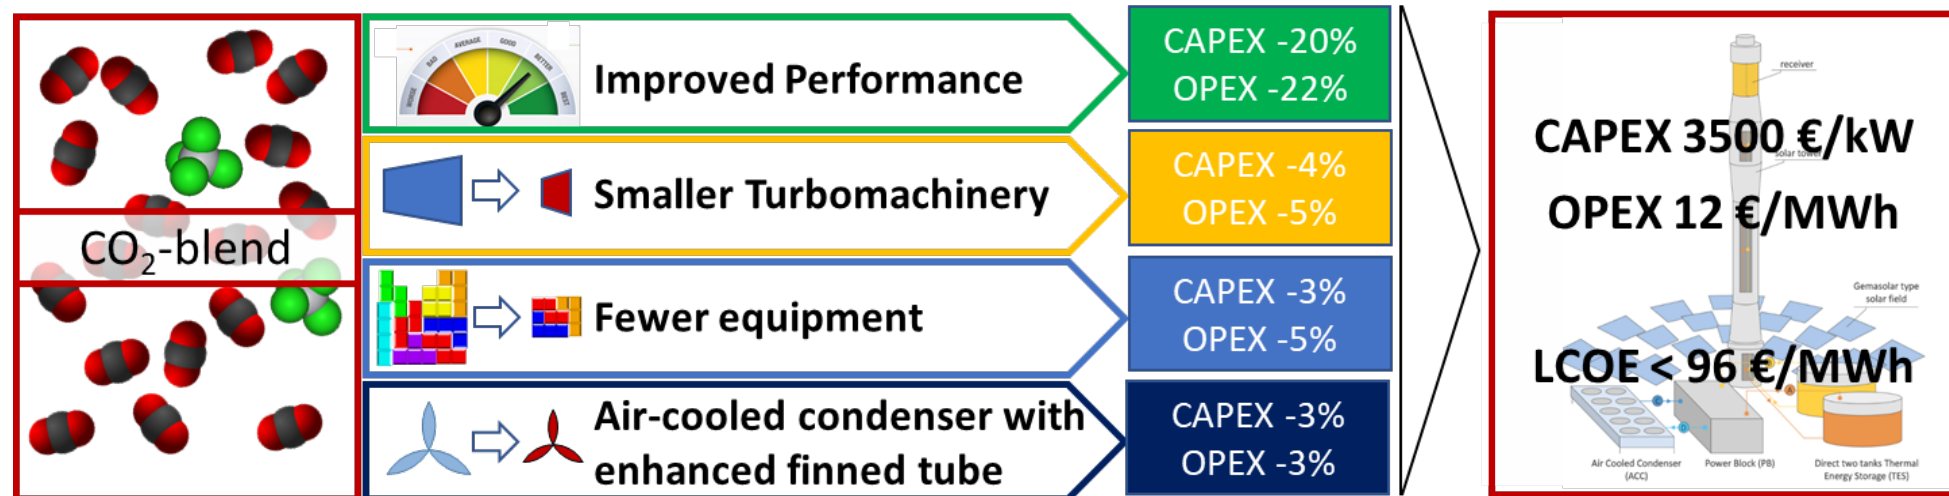 CO₂-blend
WORSE
BAD
AVERAGE
GOOD
BETTER
BEST
Improved Performance
CAPEX -20%
OPEX -22%
Smaller Turbomachinery
CAPEX -4%
OPEX -5%
Fewer equipment
CAPEX -3%
OPEX -5%
Air-cooled condenser with
enhanced finned tube
CAPEX -3%
OPEX -3%
receiver
CAPEX 3500 €/kW
solar tower
OPEX 12 €/MWh
Gemasolar type
solar field
LCOE < 96 €/MWh
A
C
Air Cooled Condenser
(ACC)
Power Block (PB)
Direct two tanks Thermal
Energy Storage (TES)